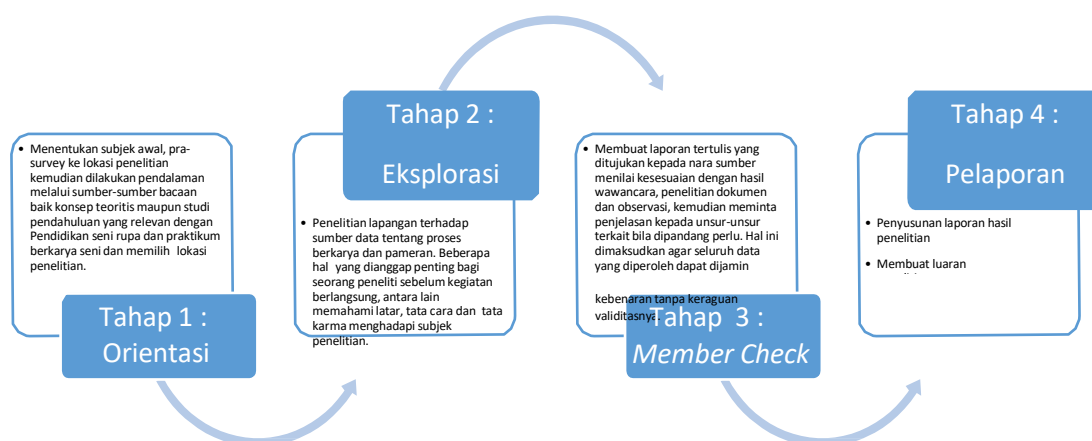 • Menentukan subjek awal, pra-
survey ke lokasi penelitian
kemudian dilakukan pendalaman
melalui sumber-sumber bacaan
baik konsep teoritis maupun studi
pendahuluan yang relevan dengan
Pendidikan seni rupa dan praktikum
berkarya seni dan memilih lokasi
penelitian.
Tahap 1 :
Orientasi
Tahap 2 :
Eksplorasi
• Penelitian lapangan terhadap
sumber data tentang proses
berkarya dan pameran. Beberapa
hal yang dianggap penting bagi
seorang peneliti sebelum kegiatan
berlangsung, antara lain
memahami latar, tata cara dan tata
karma menghadapi subjek
penelitian.
• Membuat laporan tertulis yang
ditujukan kepada nara sumber
menilai kesesuaian dengan hasil
wawancara, penelitian dokumen
dan observasi, kemudian meminta
penjelasan kepada unsur-unsur
terkait bila dipandang perlu. Hal ini
dimaksudkan agar seluruh data
yang diperoleh dapat dijamin
kebenaran tanpa keraguan
validitasnya.
Tahap 3 :
Member Check
Tahap 4 :
Pelaporan
• Penyusunan laporan hasil
penelitian
• Membuat luaran